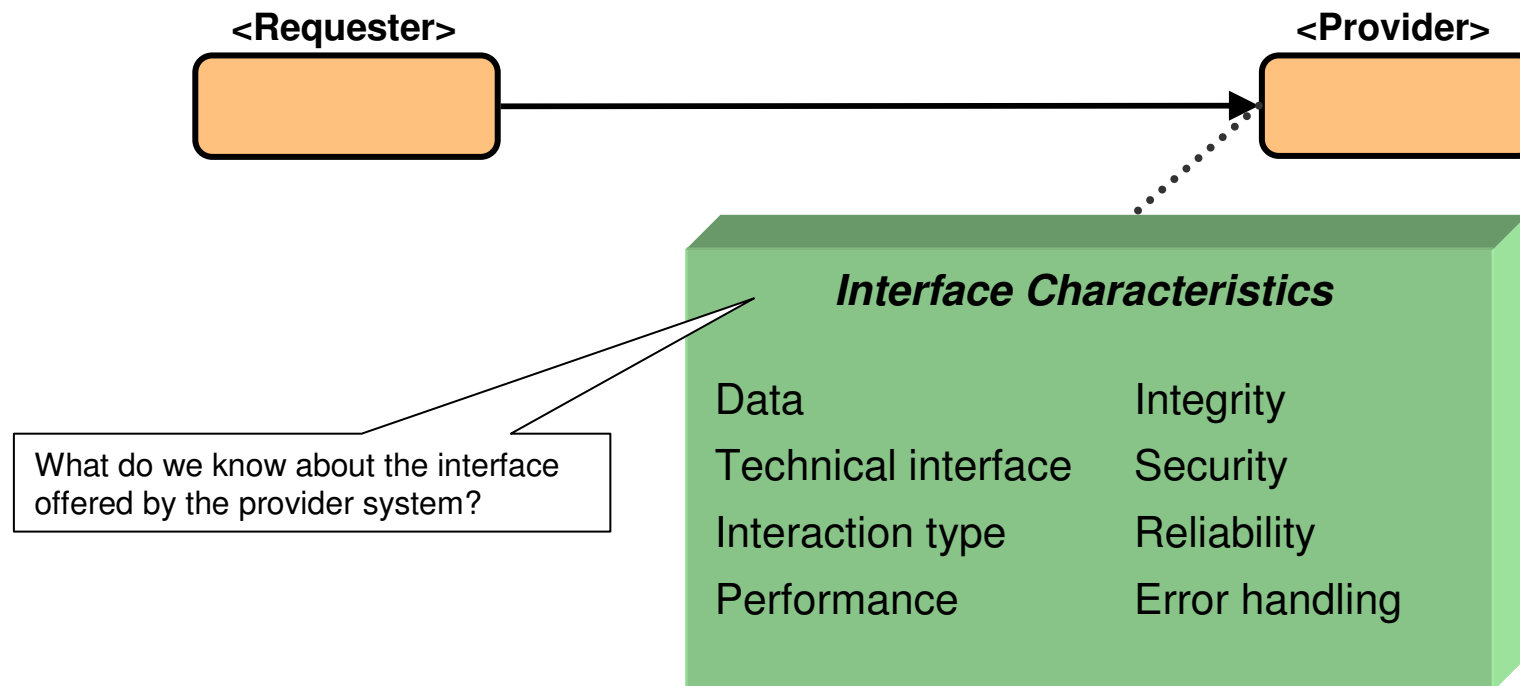 <Requester>
<Provider>
Interface Characteristics
What do we know about the interface
offered by the provider system?
Data
Technical interface
Interaction type
Performance
Integrity
Security
Reliability
Error handling